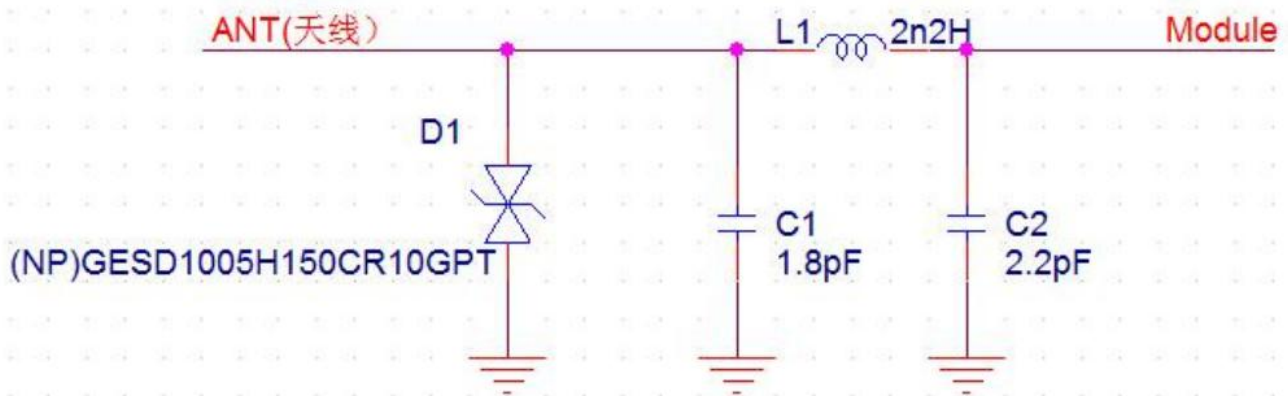 ANT(天线）
L1
2n2H
Module
D1
(NP)GESD1005H150CR10GPT
C1
1.8pF
C2
2.2pF